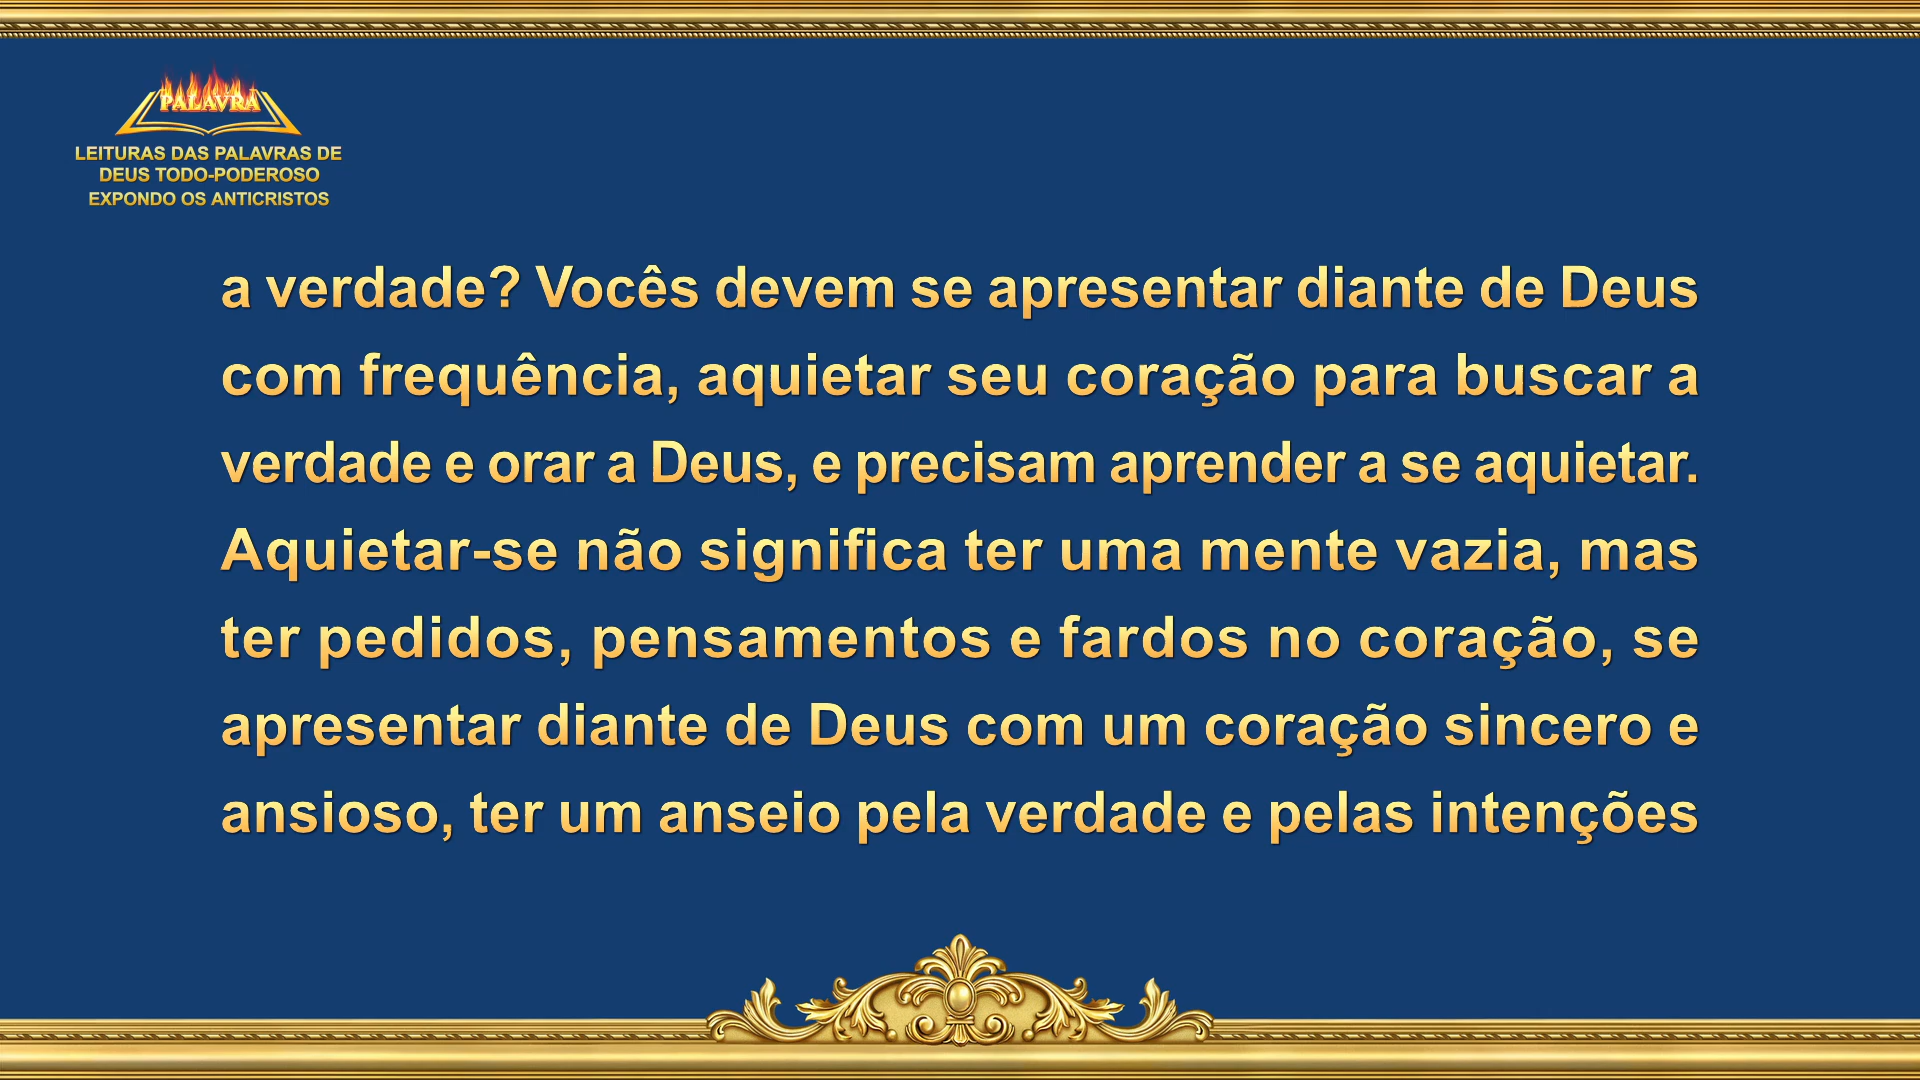 PALAVRA
LEITURAS DAS PALAVRAS DE
DEUS TODO-PODEROSO
EXPONDO OS ANTICRISTOS
a verdade? Vocês devem se apresentar diante de Deus
com frequência, aquietar seu coração para buscar a
verdade e orar a Deus, e precisam aprender a se aquietar.
Aquietar-se não significa ter uma mente vazia, mas
ter pedidos, pensamentos e fardos no coração, se
apresentar diante de Deus com um coração sincero e
ansioso, ter um anseio pela verdade e pelas intenções